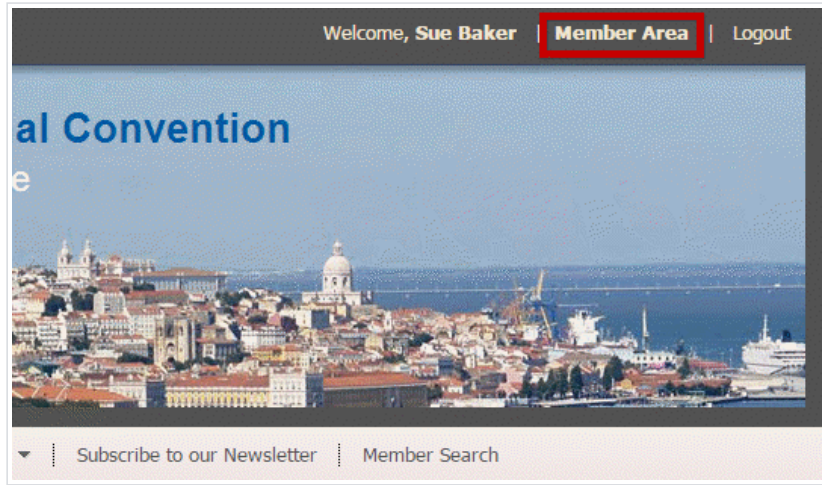 Welcome, Sue Baker | Member Area | Logout
al Convention
e
Subscribe to our Newsletter
Member Search